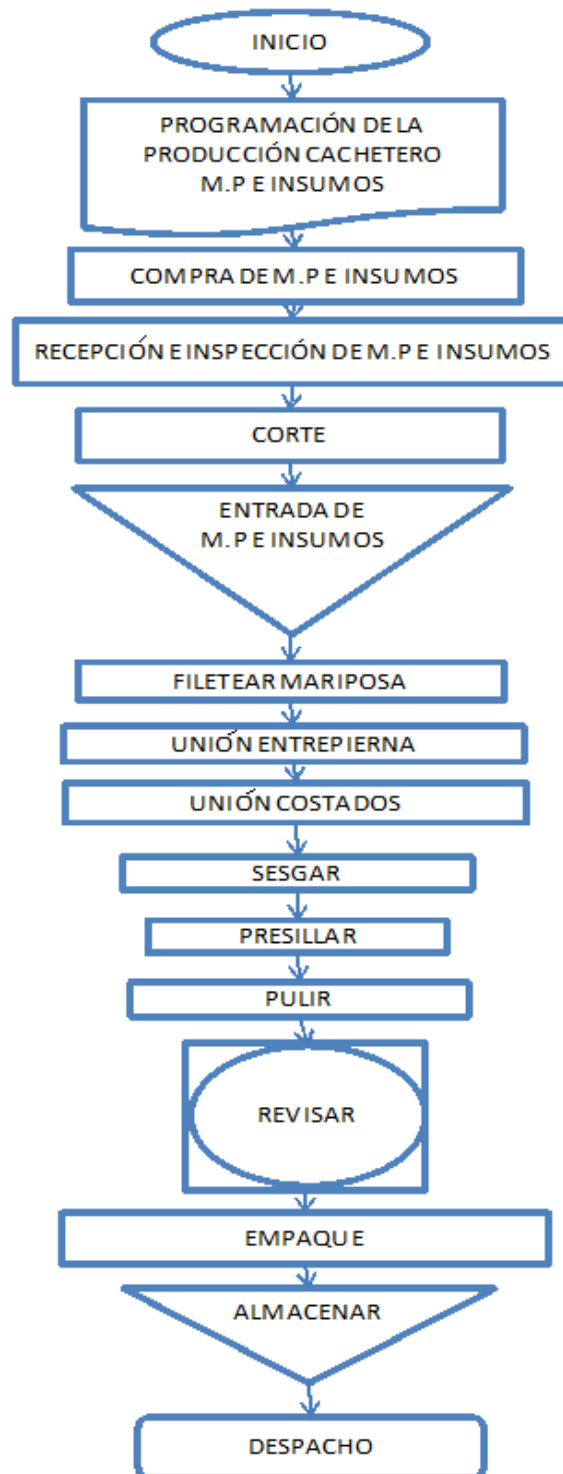 INICIO
PROGRAMACIÓN DE LA
PRODUCCIÓN CACHETERO
M.P E INSUMOS
COMPRA DE M.P E INSUMOS
RECEPCIÓN E INSPECCIÓN DE M.P E INSUMOS
CORTE
ENTRADA DE
M.P E INSUMOS
FILETEAR MARIPOSA
UNIÓN ENTREPIERNA
UNIÓN COSTADOS
SESGAR
PRESILLAR
PULIR
REVISAR
EMPAQUE
ALMACENAR
DESPACHO